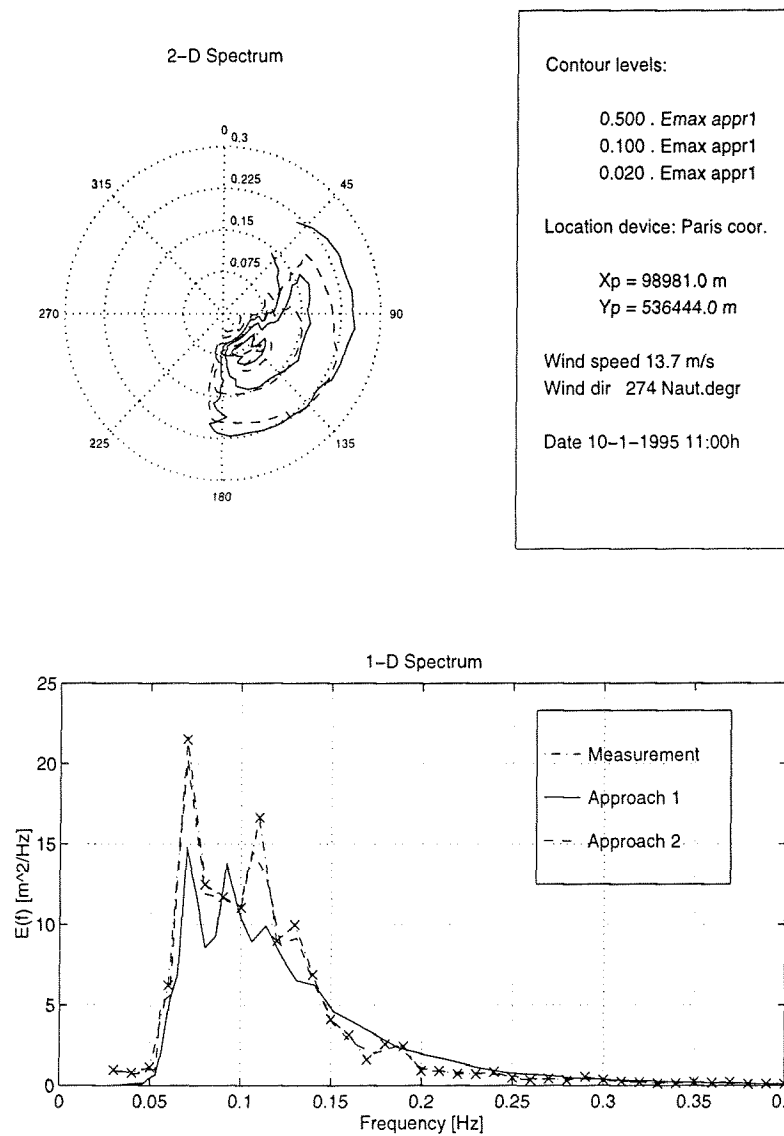 2-D Spectrum
0
0.3
0.225
0.15
0.075
45
90
135
180
225
270
315
Contour levels:
0.500 . Emax appr1
0.100 . Emax appr1
0.020 . Emax appr1
Location device: Paris coor.
Xp = 98981.0 m
Yp = 536444.0 m
Wind speed 13.7 m/s
Wind dir 274 Naut.degr
Date 10-1-1995 11:00h
1-D Spectrum
25
20
15
10
5
0
E(f) [m^2/Hz]
Measurement
Approach 1
Approach 2
0 0.05 0.1 0.15 0.2 0.25 0.3 0.35
Frequency [Hz]